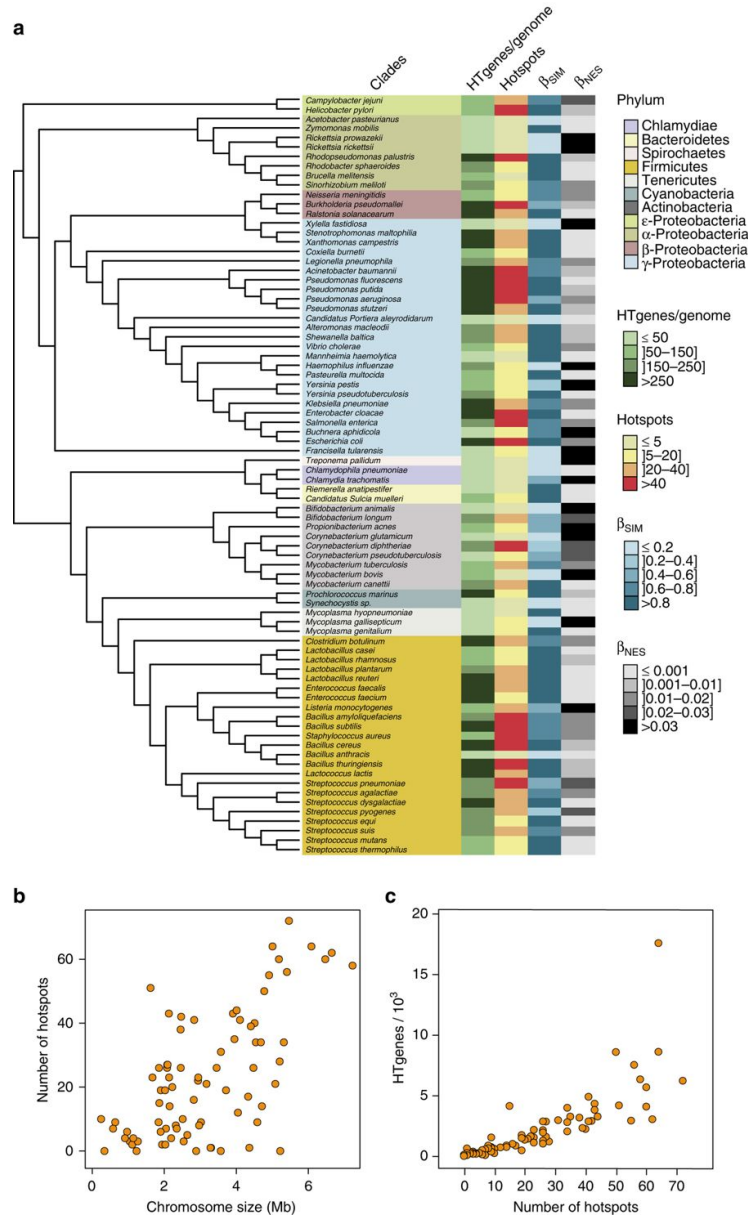 a
Clades
HTgenes/genome
Hotspots
βSIM
βNES
Campylobacter jejuni
Helicobacter pylori
Acetobacter pasteurianus
Zymomonas mobilis
Rickettsia prowazekii
Rickettsia rickettsii
Rhodopseudomonas palustris
Rhodobacter sphaeroides
Brucella melitensis
Sinorhizobium meliloti
Neisseria meningitidis
Burkholderia pseudomallei
Ralstonia solanacearum
Xylella fastidiosa
Stenotrophomonas maltophilia
Xanthomonas campestris
Coxiella burnetii
Legionella pneumophila
Acinetobacter baumannii
Pseudomonas fluorescens
Pseudomonas putida
Pseudomonas aeruginosa
Pseudomonas stutzeri
Candidatus Portiera aleyrodidarum
Alteromonas macleodii
Shewanella baltica
Vibrio cholerae
Mannheimia haemolytica
Haemophilus influenzae
Pasteurella multocida
Yersinia pestis
Yersinia pseudotuberculosis
Klebsiella pneumoniae
Enterobacter cloacae
Salmonella enterica
Buchnera aphidicola
Escherichia coli
Francisella tularensis
Treponema pallidum
Chlamydophila pneumoniae
Chlamydia trachomatis
Riemerella anatipestifer
Candidatus Sulcia muelleri
Bifidobacterium animalis
Bifidobacterium longum
Propionibacterium acnes
Corynebacterium glutamicum
Corynebacterium diphtheriae
Corynebacterium pseudotuberculosis
Mycobacterium tuberculosis
Mycobacterium bovis
Mycobacterium canettii
Prochlorococcus marinus
Synechocystis sp.
Mycoplasma hyopneumoniae
Mycoplasma gallisepticum
Mycoplasma genitalium
Clostridium botulinum
Lactobacillus casei
Lactobacillus rhamnosus
Lactobacillus plantarum
Lactobacillus reuteri
Enterococcus faecalis
Enterococcus faecium
Listeria monocytogenes
Bacillus amyloliquefaciens
Bacillus subtilis
Staphylococcus aureus
Bacillus cereus
Bacillus anthracis
Bacillus thuringiensis
Lactococcus lactis
Streptococcus pneumoniae
Streptococcus agalactiae
Streptococcus dysgalactiae
Streptococcus pyogenes
Streptococcus equi
Streptococcus suis
Streptococcus mutans
Streptococcus thermophilus
Phylum
Chlamydiae
Bacteroidetes
Spirochaetes
Firmicutes
Tenericutes
Cyanobacteria
Actinobacteria
ε-Proteobacteria
α-Proteobacteria
β-Proteobacteria
γ-Proteobacteria
HTgenes/genome
≤ 50
]50–150]
]150–250]
>250
Hotspots
≤ 5
]5–20]
]20–40]
>40
βSIM
≤ 0.2
]0.2–0.4]
]0.4–0.6]
]0.6–0.8]
>0.8
βNES
≤ 0.001
]0.001–0.01]
]0.01–0.02]
]0.02–0.03]
>0.03
b
Number of hotspots
60
40
20
0
0 2 4 6
Chromosome size (Mb)
c
HTgenes / 10³
20
15
10
5
0
0 10 20 30 40 50 60 70
Number of hotspots